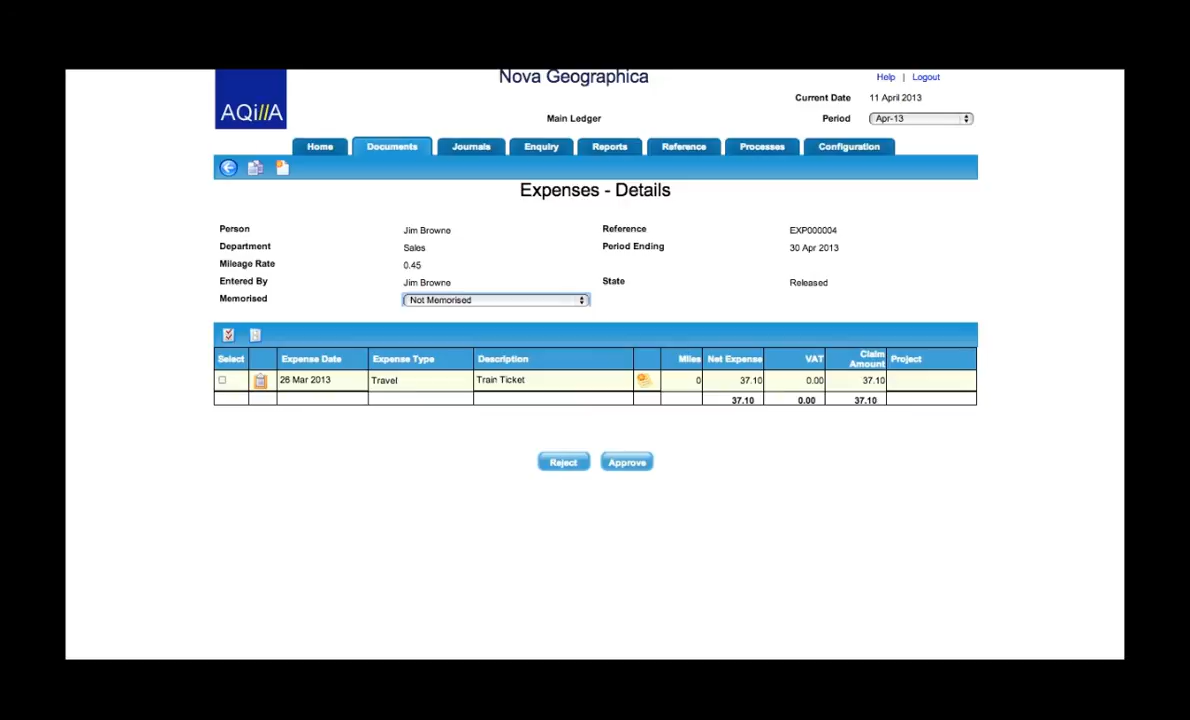 Nova Geographica
Help | Logout
AQillA
Current Date 11 April 2013
Main Ledger
Period Apr-13
Home Documents Journals Enquiry Reports Reference Processes Configuration
Expenses - Details
Person Jim Browne Reference EXP000004
Department Sales Period Ending 30 Apr 2013
Mileage Rate 0.45
Entered By Jim Browne State Released
Memorised Not Memorised
Select Expense Date Expense Type Description Miles Net Expense VAT Claim Amount Project
26 Mar 2013 Travel Train Ticket 0 37.10 0.00 37.10
37.10 0.00 37.10
Reject Approve